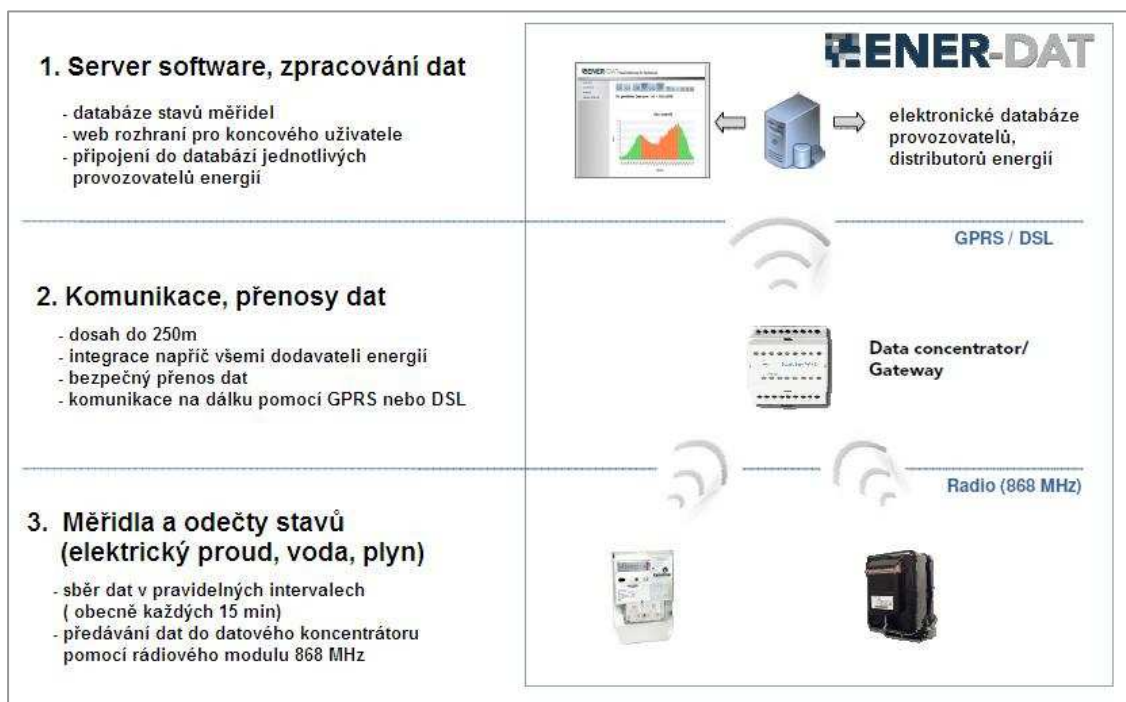 1. Server software, zpracování dat
- databáze stavů měřidel
- web rozhraní pro koncového uživatele
- připojení do databází jednotlivých
provozovatelů energií
ENER-DAT
elektronické databáze
provozovatelů,
distributorů energií
GPRS / DSL
2. Komunikace, přenosy dat
- dosah do 250m
- integrace napříč všemi dodavateli energií
- bezpečný přenos dat
- komunikace na dálku pomocí GPRS nebo DSL
Data concentrator/
Gateway
Radio (868 MHz)
3. Měřidla a odečty stavů
(elektrický proud, voda, plyn)
- sběr dat v pravidelných intervalech
( obecně každých 15 min)
- předávání dat do datového koncentrátoru
pomocí rádiového modulu 868 MHz